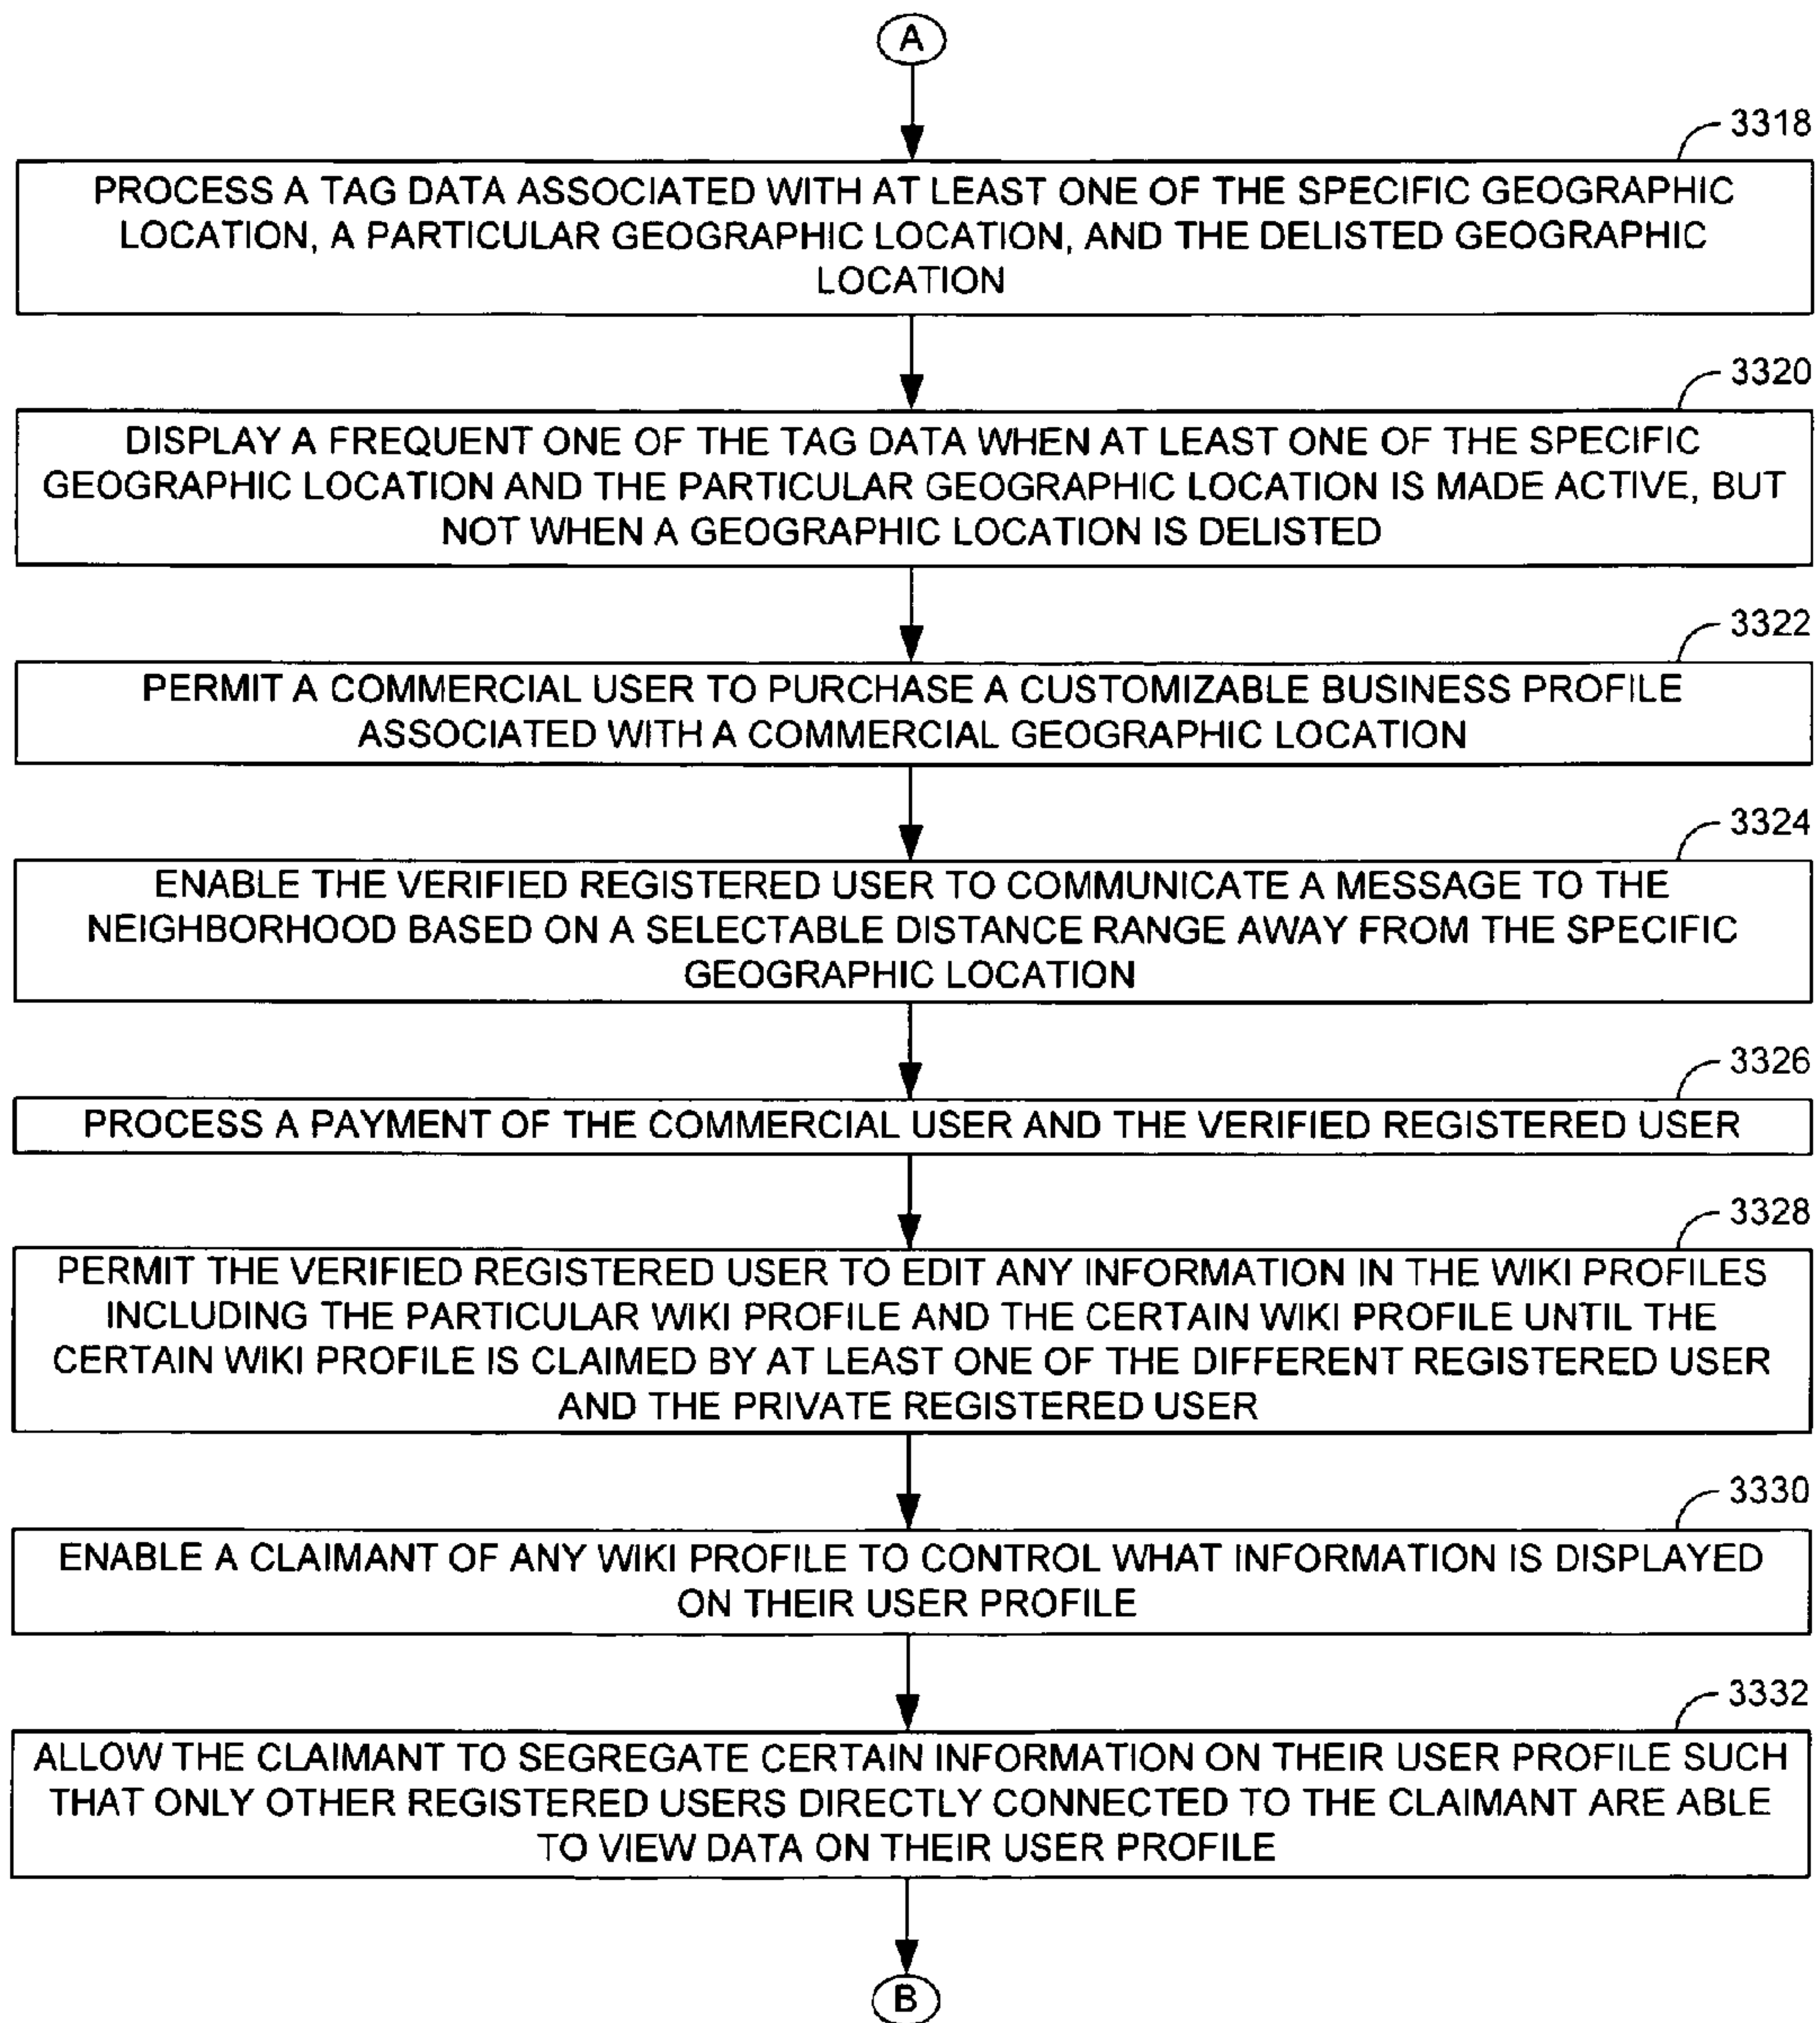 A
3318
PROCESS A TAG DATA ASSOCIATED WITH AT LEAST ONE OF THE SPECIFIC GEOGRAPHIC
LOCATION, A PARTICULAR GEOGRAPHIC LOCATION, AND THE DELISTED GEOGRAPHIC
LOCATION
3320
DISPLAY A FREQUENT ONE OF THE TAG DATA WHEN AT LEAST ONE OF THE SPECIFIC
GEOGRAPHIC LOCATION AND THE PARTICULAR GEOGRAPHIC LOCATION IS MADE ACTIVE, BUT
NOT WHEN A GEOGRAPHIC LOCATION IS DELISTED
3322
PERMIT A COMMERCIAL USER TO PURCHASE A CUSTOMIZABLE BUSINESS PROFILE
ASSOCIATED WITH A COMMERCIAL GEOGRAPHIC LOCATION
3324
ENABLE THE VERIFIED REGISTERED USER TO COMMUNICATE A MESSAGE TO THE
NEIGHBORHOOD BASED ON A SELECTABLE DISTANCE RANGE AWAY FROM THE SPECIFIC
GEOGRAPHIC LOCATION
3326
PROCESS A PAYMENT OF THE COMMERCIAL USER AND THE VERIFIED REGISTERED USER
3328
PERMIT THE VERIFIED REGISTERED USER TO EDIT ANY INFORMATION IN THE WIKI PROFILES
INCLUDING THE PARTICULAR WIKI PROFILE AND THE CERTAIN WIKI PROFILE UNTIL THE
CERTAIN WIKI PROFILE IS CLAIMED BY AT LEAST ONE OF THE DIFFERENT REGISTERED USER
AND THE PRIVATE REGISTERED USER
3330
ENABLE A CLAIMANT OF ANY WIKI PROFILE TO CONTROL WHAT INFORMATION IS DISPLAYED
ON THEIR USER PROFILE
3332
ALLOW THE CLAIMANT TO SEGREGATE CERTAIN INFORMATION ON THEIR USER PROFILE SUCH
THAT ONLY OTHER REGISTERED USERS DIRECTLY CONNECTED TO THE CLAIMANT ARE ABLE
TO VIEW DATA ON THEIR USER PROFILE
B